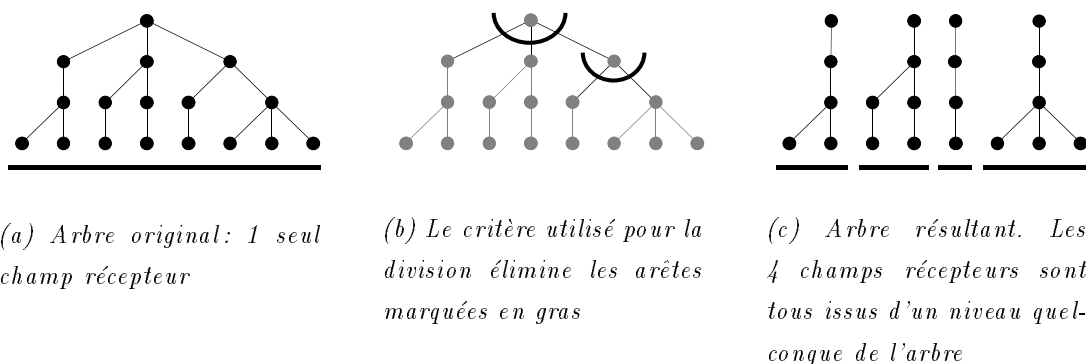 (a) Arbre original: 1 seul
champ récepteur
(b) Le critère utilisé pour la
division élimine les arêtes
marquées en gras
(c) Arbre résultant. Les
4 champs récepteurs sont
tous issus d'un niveau quel-
conque de l'arbre